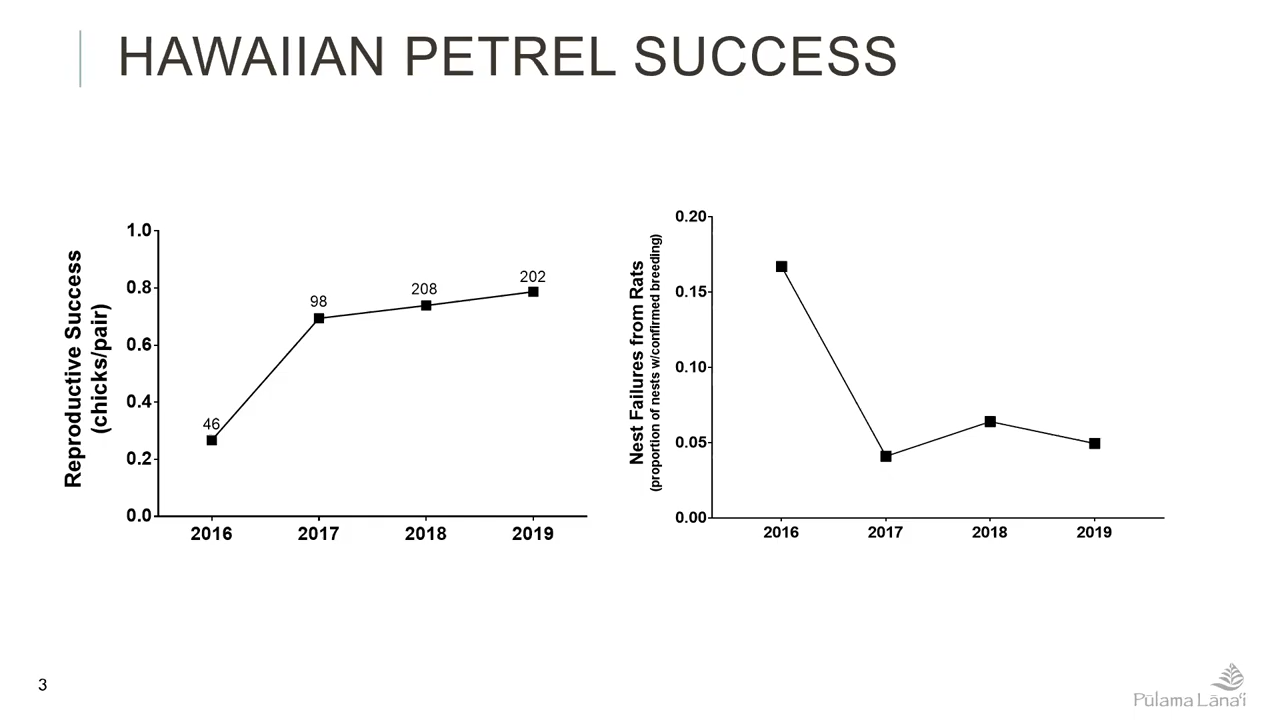 HAWAIIAN PETREL SUCCESS
Reproductive Success
(chicks/pair)
1.0
0.8
0.6
0.4
0.2
0.0
46
98
208
202
2016 2017 2018 2019
Nest Failures from Rats
(proportion of nests w/confirmed breeding)
0.20
0.15
0.10
0.05
0.00
2016 2017 2018 2019
3
Pūlama Lānaʻi